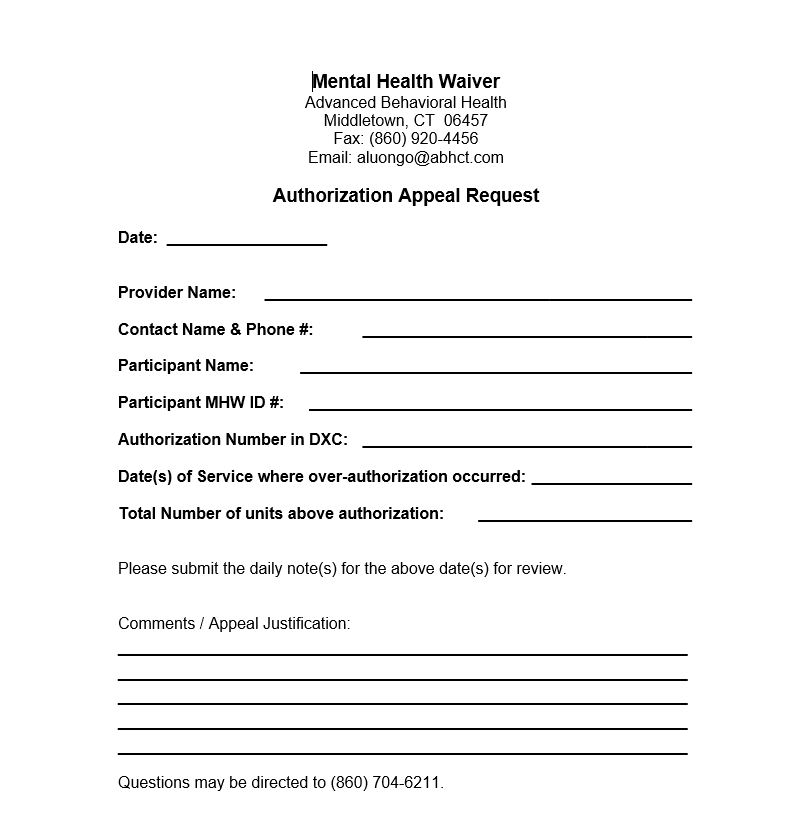 Mental Health Waiver
Advanced Behavioral Health
Middletown, CT  06457
Fax: (860) 920-4456
Email: aluongo@abhct.com
Authorization Appeal Request
Date:
Provider Name:
Contact Name & Phone #:
Participant Name:
Participant MHW ID #:
Authorization Number in DXC:
Date(s) of Service where over-authorization occurred:
Total Number of units above authorization:
Please submit the daily note(s) for the above date(s) for review.
Comments / Appeal Justification:
Questions may be directed to (860) 704-6211.